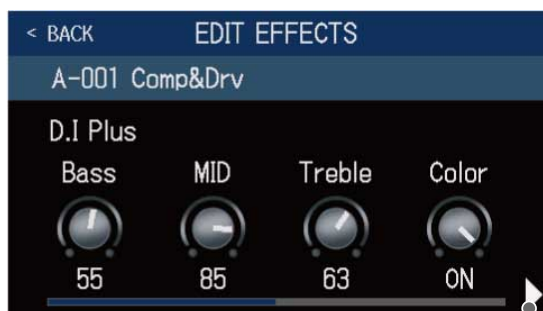 < BACK EDIT EFFECTS
A-001 Comp&Drv
D.I Plus
Bass MID Treble Color
55 85 63 ON